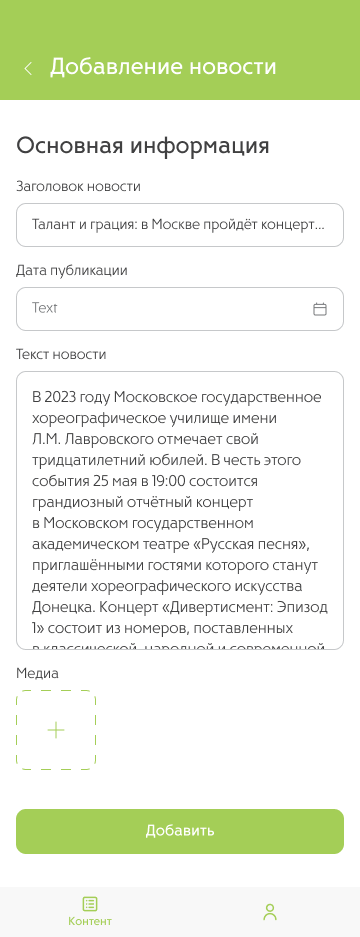 Добавление новости
Основная информация
Заголовок новости
Талант и грация: в Москве пройдёт концерт...
Дата публикации
Text
Текст новости
В 2023 году Московское государственное
хореографическое училище имени
Л.М. Лавровского отмечает свой
тридцатилетний юбилей. В честь этого
события 25 мая в 19:00 состоится
грандиозный отчётный концерт
в Московском государственном
академическом театре «Русская песня»,
приглашёнными гостями которого станут
деятели хореографического искусства
Донецка. Концерт «Дивертисмент: Эпизод
1» состоит из номеров, поставленных
в классической, народной и современной
Медиа
Добавить
Контент